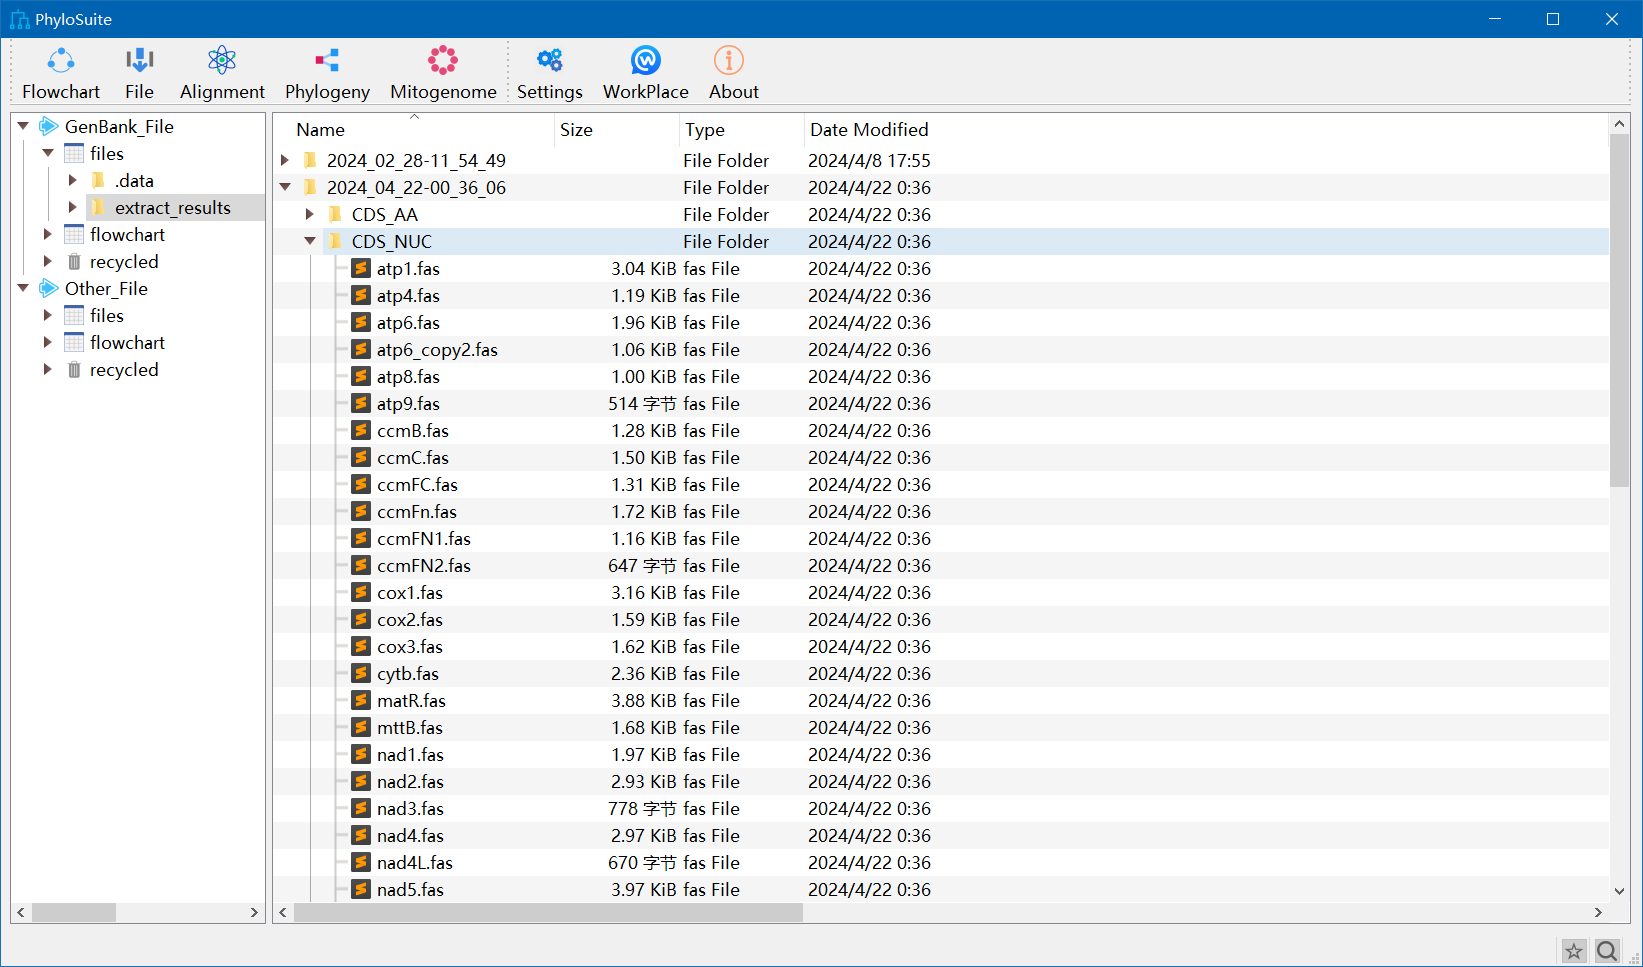 PhyloSuite
Flowchart File Alignment Phylogeny Mitogenome Settings WorkPlace About
GenBank_File
files
.data
extract_results
flowchart
recycled
Other_File
files
flowchart
recycled
Name Size Type Date Modified
2024_02_28-11_54_49 File Folder 2024/4/8 17:55
2024_04_22-00_36_06 File Folder 2024/4/22 0:36
CDS_AA File Folder 2024/4/22 0:36
CDS_NUC File Folder 2024/4/22 0:36
atp1.fas 3.04 KiB fas File 2024/4/22 0:36
atp4.fas 1.19 KiB fas File 2024/4/22 0:36
atp6.fas 1.96 KiB fas File 2024/4/22 0:36
atp6_copy2.fas 1.06 KiB fas File 2024/4/22 0:36
atp8.fas 1.00 KiB fas File 2024/4/22 0:36
atp9.fas 514 字节 fas File 2024/4/22 0:36
ccmB.fas 1.28 KiB fas File 2024/4/22 0:36
ccmC.fas 1.50 KiB fas File 2024/4/22 0:36
ccmFC.fas 1.31 KiB fas File 2024/4/22 0:36
ccmFn.fas 1.72 KiB fas File 2024/4/22 0:36
ccmFN1.fas 1.16 KiB fas File 2024/4/22 0:36
ccmFN2.fas 647 字节 fas File 2024/4/22 0:36
cox1.fas 3.16 KiB fas File 2024/4/22 0:36
cox2.fas 1.59 KiB fas File 2024/4/22 0:36
cox3.fas 1.62 KiB fas File 2024/4/22 0:36
cytb.fas 2.36 KiB fas File 2024/4/22 0:36
matR.fas 3.88 KiB fas File 2024/4/22 0:36
mttB.fas 1.68 KiB fas File 2024/4/22 0:36
nad1.fas 1.97 KiB fas File 2024/4/22 0:36
nad2.fas 2.93 KiB fas File 2024/4/22 0:36
nad3.fas 778 字节 fas File 2024/4/22 0:36
nad4.fas 2.97 KiB fas File 2024/4/22 0:36
nad4L.fas 670 字节 fas File 2024/4/22 0:36
nad5.fas 3.97 KiB fas File 2024/4/22 0:36